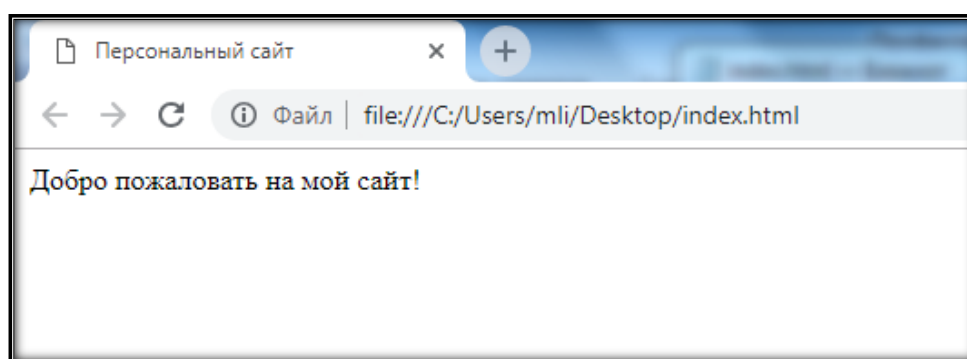 Персональный сайт
Файл file:///C:/Users/mli/Desktop/index.html
Добро пожаловать на мой сайт!